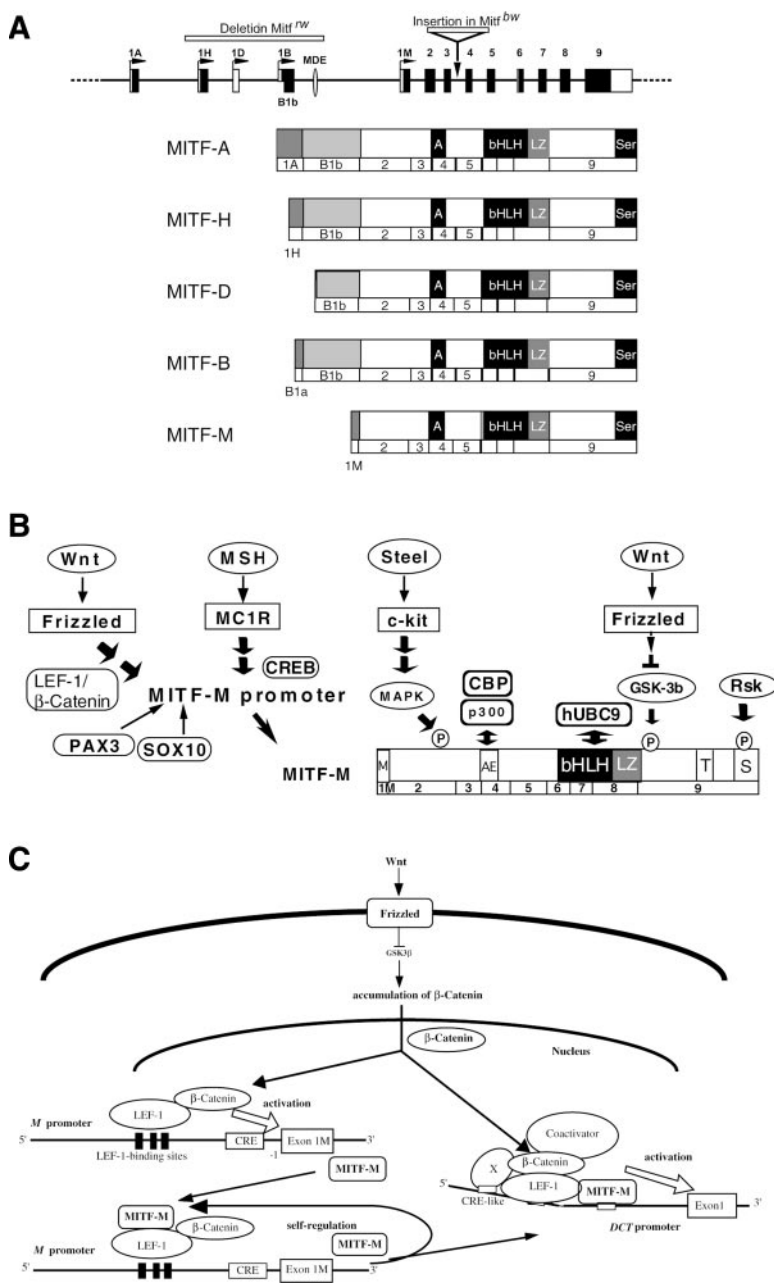 A
Deletion Mitf rw
Insertion in Mitf bw
1A 1H 1D 1B MDE 1M 2 3 4 5 6 7 8 9
B1b
MITF-A
A bHLH LZ Ser
1A B1b 2 3 4 5 9
MITF-H
A bHLH LZ Ser
B1b 2 3 4 5 9
1H
MITF-D
A bHLH LZ Ser
B1b 2 3 4 5 9
MITF-B
A bHLH LZ Ser
B1b 2 3 4 5 9
B1a
MITF-M
A bHLH LZ Ser
2 3 4 5 9
1M
B
Wnt MSH Steel Wnt
Frizzled MC1R c-kit Frizzled
LEF-1/
β-Catenin
CREB
MITF-M promoter
PAX3 SOX10
MITF-M
MAPK
CBP
p300
hUBC9
GSK-3b
Rsk
P P P
M AE bHLH LZ T S
1M 2 3 4 5 6 7 8 9
C
Wnt
Frizzled
GSK3β
accumulation of β-Catenin
β-Catenin
Nucleus
β-Catenin
LEF-1
activation
M promoter
5' CRE -1 Exon 1M 3'
LEF-1-binding sites
MITF-M
MITF-M
β-Catenin
LEF-1
self-regulation
MITF-M
M promoter
5' CRE Exon 1M 3'
Coactivator
β-Catenin
X
LEF-1
MITF-M
activation
5' CRE-like Exon1 3'
DCT promoter